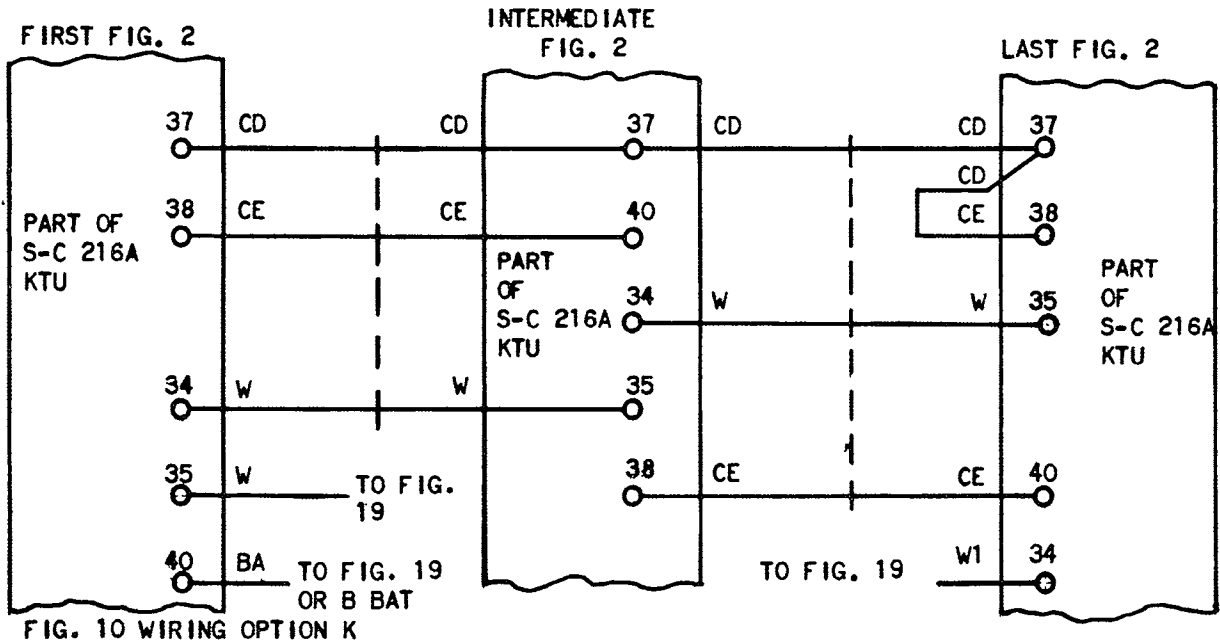 FIRST FIG. 2
INTERMEDIATE
FIG. 2
LAST FIG. 2
37 CD CD 37 CD CD 37
CD
38 CE CE 40 CE 38
PART OF
S-C 216A
KTU
PART
OF
S-C 216A
KTU
PART
OF
S-C 216A
KTU
34 W W 35
34 W W 35
35 W TO FIG.
19
38 CE CE 40
40 BA TO FIG. 19
OR B BAT
TO FIG. 19 W1 34
FIG. 10 WIRING OPTION K